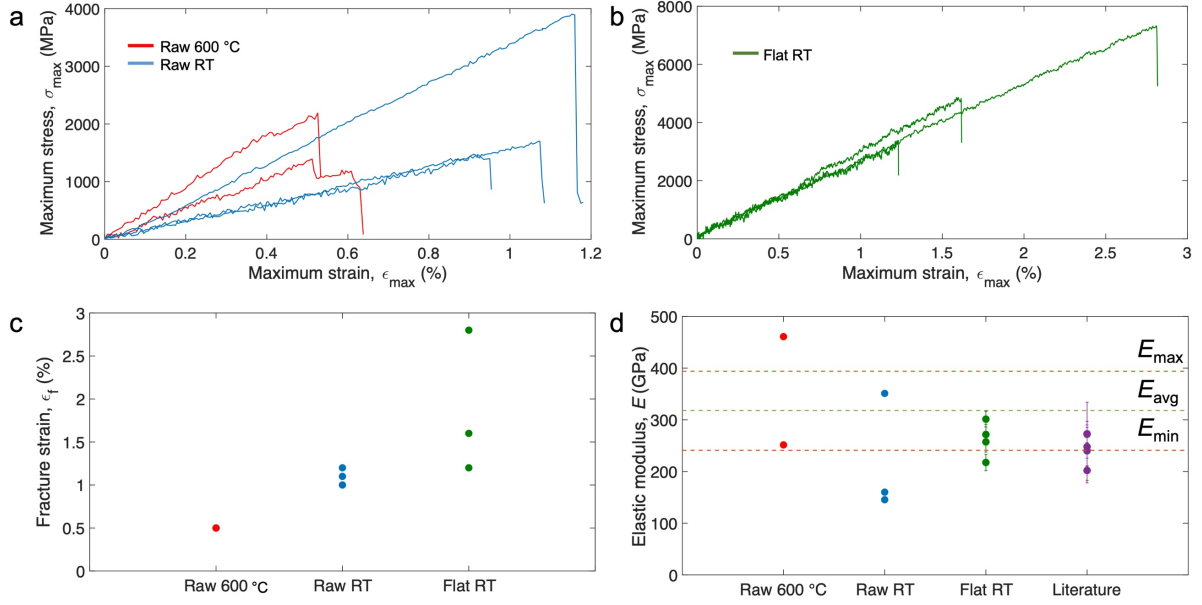 a
4000
3000
2000
1000
0
Maximum stress, σmax (MPa)
Raw 600 °C
Raw RT
0 0.2 0.4 0.6 0.8 1 1.2
Maximum strain, ϵmax (%)
b
8000
6000
4000
2000
0
Maximum stress, σmax (MPa)
Flat RT
0 0.5 1 1.5 2 2.5 3
Maximum strain, ϵmax (%)
c
3
2.5
2
1.5
1
0.5
0
Fracture strain, ϵf (%)
Raw 600 °C Raw RT Flat RT
d
500
400
300
200
100
0
Elastic modulus, E (GPa)
Emax
Eavg
Emin
Raw 600 °C Raw RT Flat RT Literature